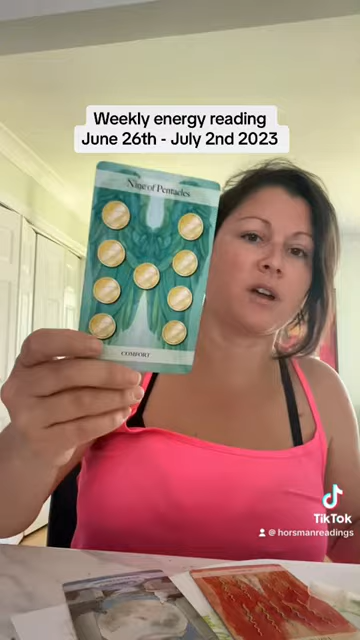 Weekly energy reading
June 26th - July 2nd 2023
Nine of Pentacles
COMFORT
TikTok
@horsmanreadings